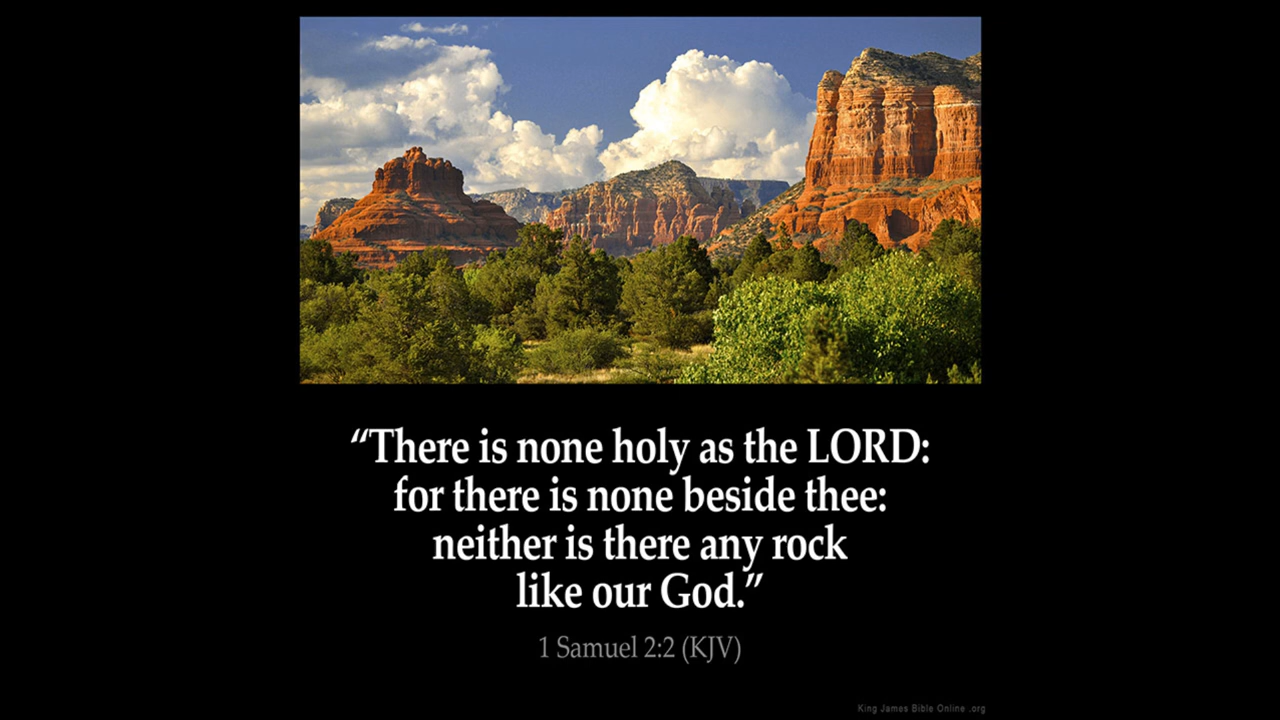 “There is none holy as the LORD:
for there is none beside thee:
neither is there any rock
like our God.”
1 Samuel 2:2 (KJV)
King James Bible Online .org